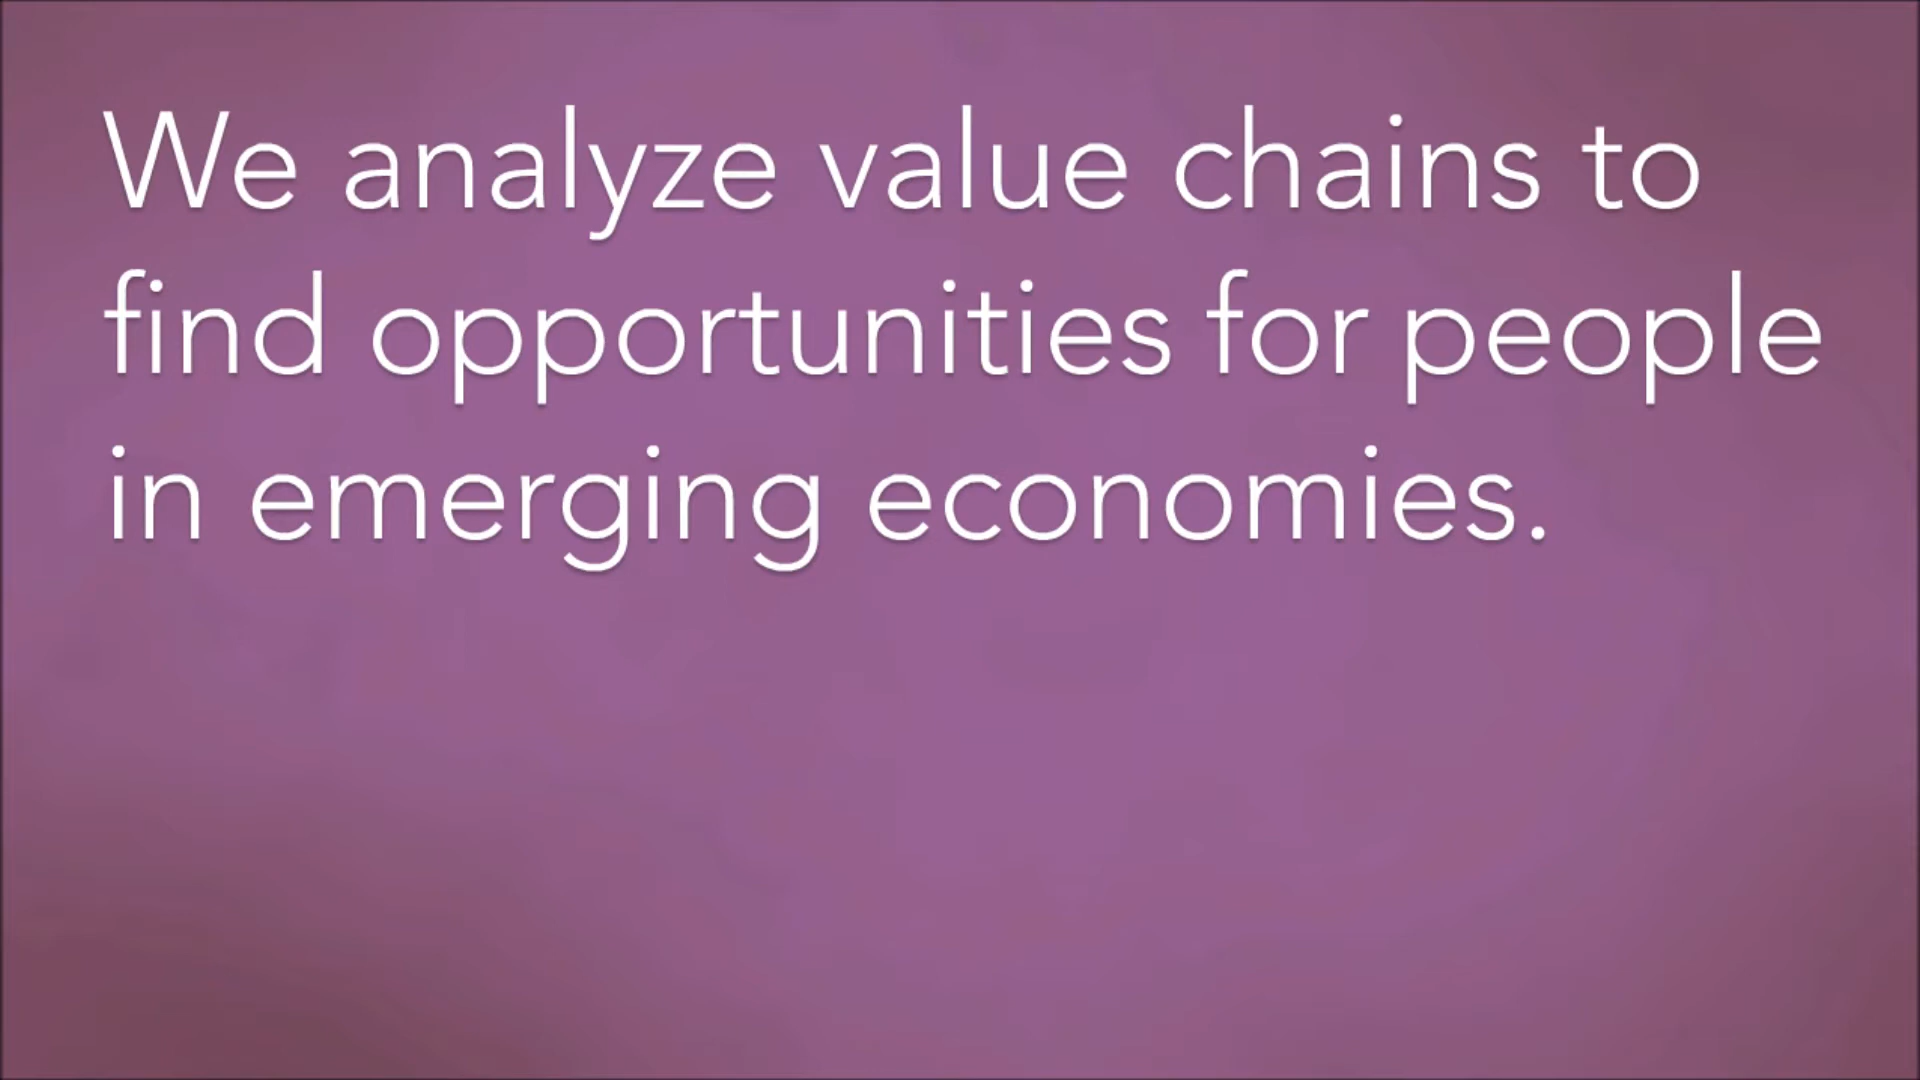 We analyze value chains to
find opportunities for people
in emerging economies.